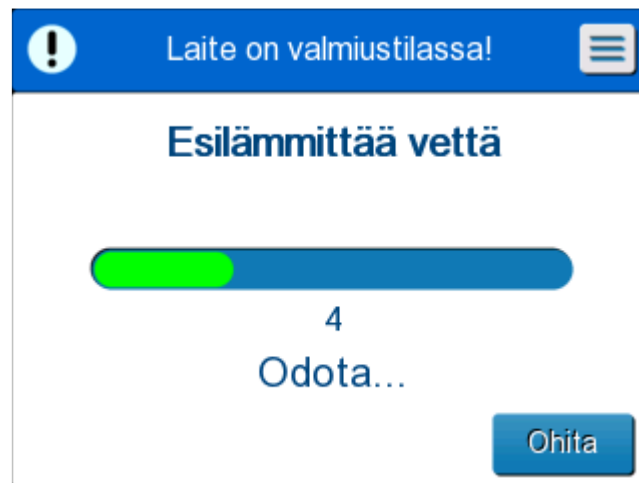 Laite on valmiustilassa!
Esilämmittää vettä
4
Odota...
Ohita